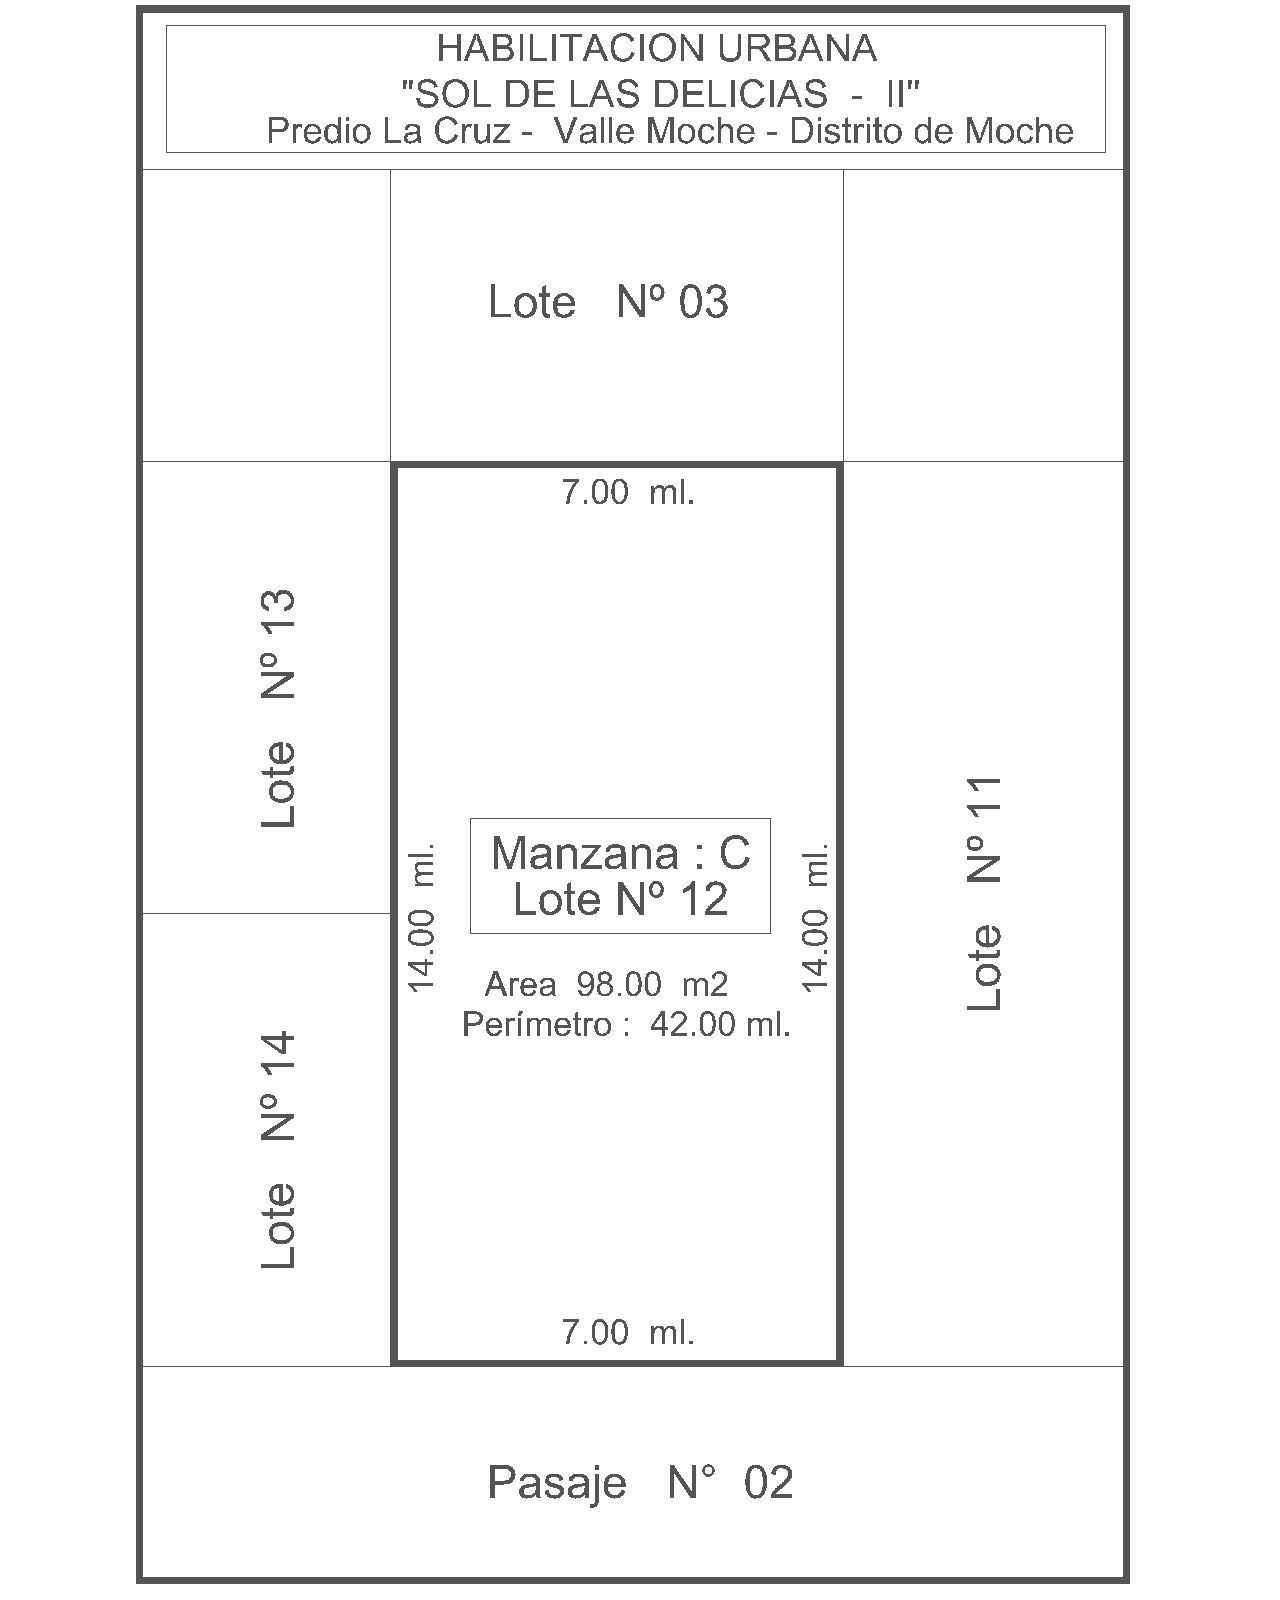 HABILITACION URBANA
"SOL DE LAS DELICIAS - II"
Predio La Cruz - Valle Moche - Distrito de Moche
Lote Nº 03
7.00 ml.
Lote Nº 13
Lote Nº 14
14.00 ml.
Manzana : C
Lote Nº 12
Area 98.00 m2
Perímetro : 42.00 ml.
14.00 ml.
Lote Nº 11
7.00 ml.
Pasaje N° 02